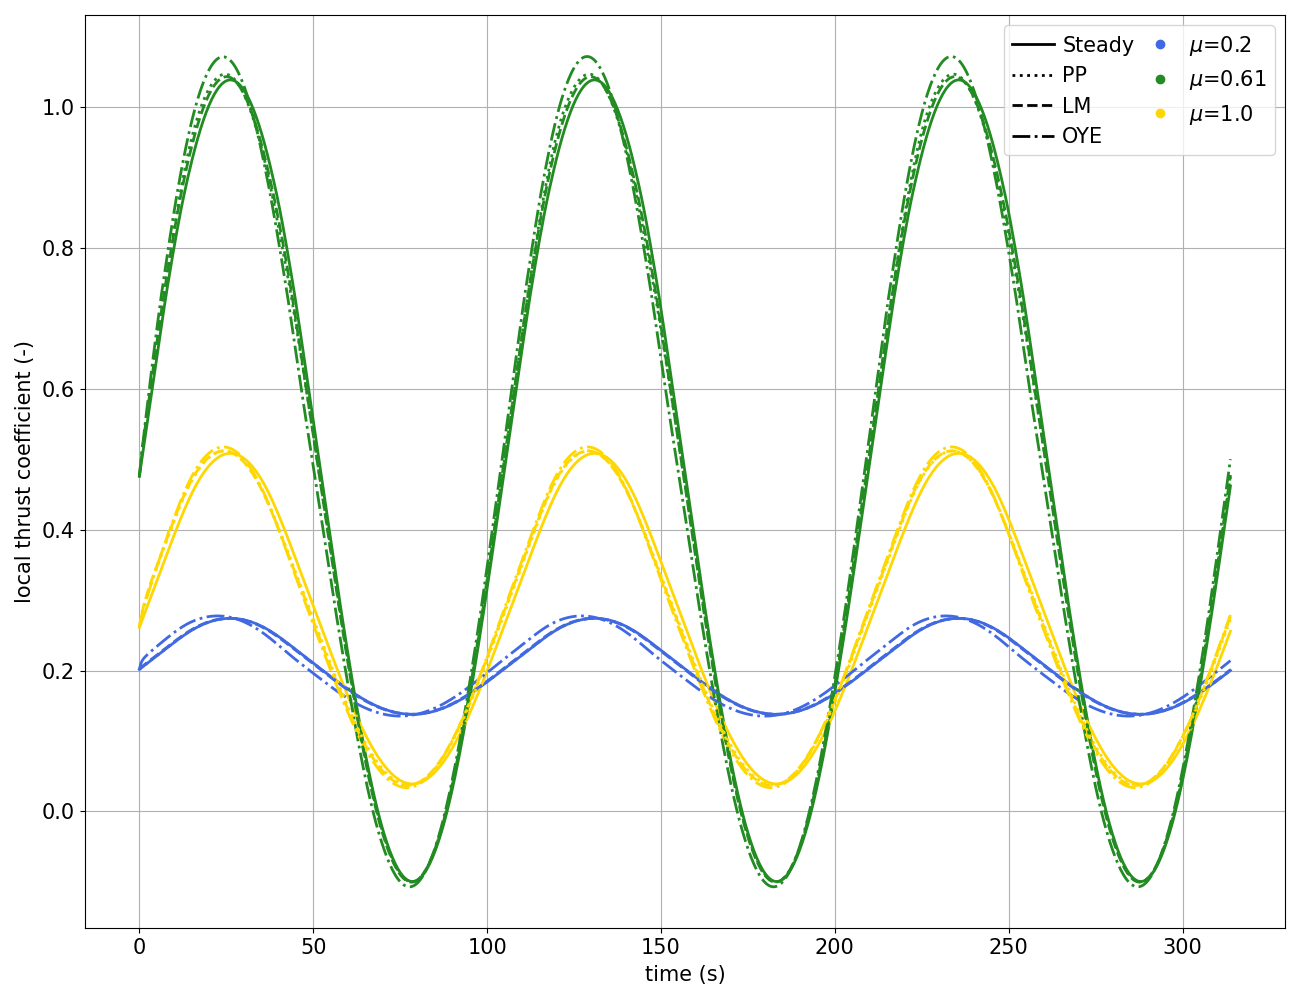 Steady
PP
LM
OYE
μ=0.2
μ=0.61
μ=1.0
local thrust coefficient (-)
1.0
0.8
0.6
0.4
0.2
0.0
0 50 100 150 200 250 300
time (s)